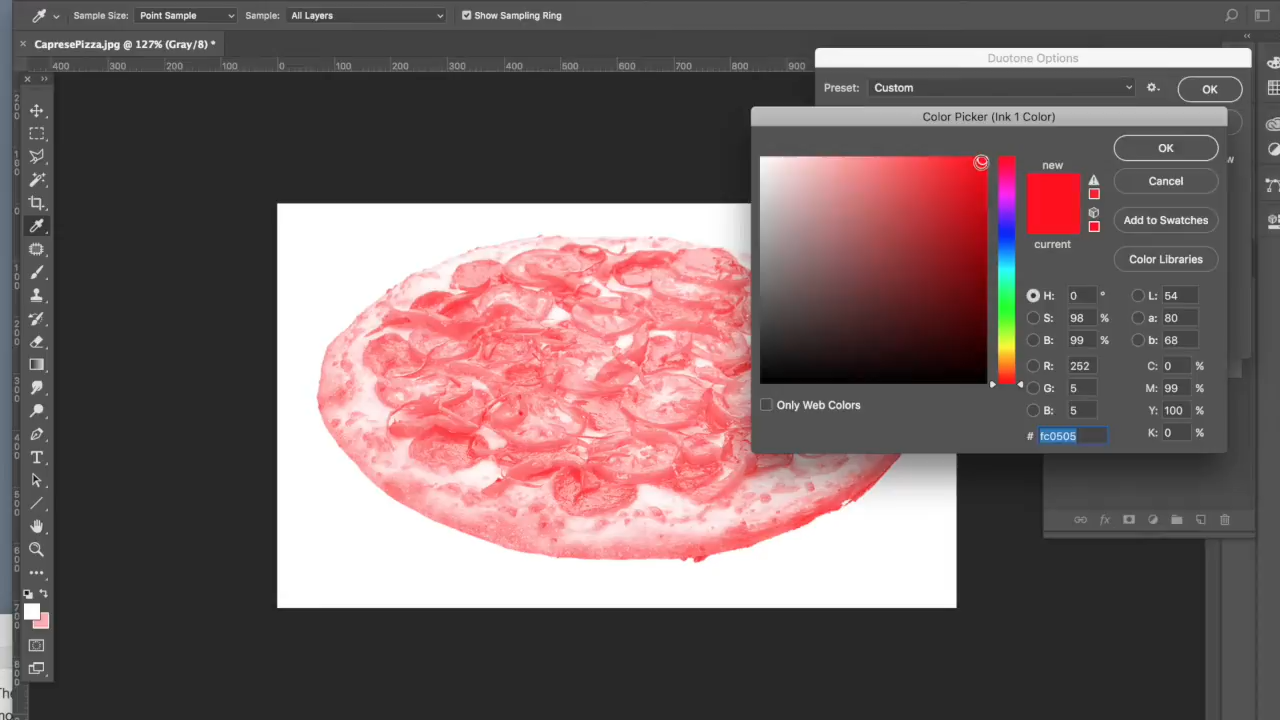 Sample Size: Point Sample Sample: All Layers Show Sampling Ring
CapresePizza.jpg @ 127% (Gray/8) *
Duotone Options
400 300 200 100 0 100 200 300 400 500 600 700 800 900
Preset: Custom OK
Color Picker (Ink 1 Color)
new
OK
Cancel
Add to Swatches
current
Color Libraries
H: 0 ° L: 54
S: 98 % a: 80
B: 99 % b: 68
R: 252 C: 0 %
G: 5 M: 99 %
B: 5 Y: 100 %
# fc0505 K: 0 %
Only Web Colors
fx